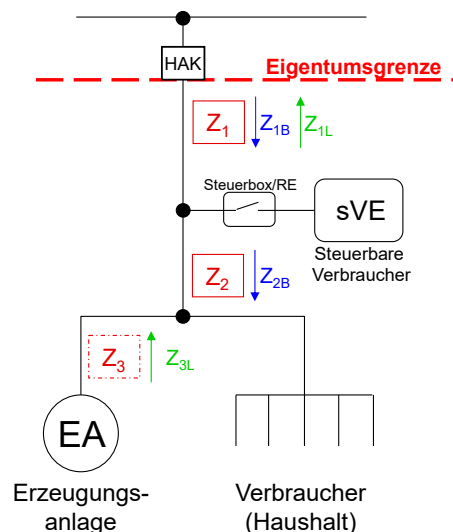 HAK
Eigentumsgrenze
Z1 Z1B Z1L
Steuerbox/RE
sVE
Steuerbare
Verbraucher
Z2 Z2B
Z3 Z3L
EA
Erzeugungs-
anlage
Verbraucher
(Haushalt)